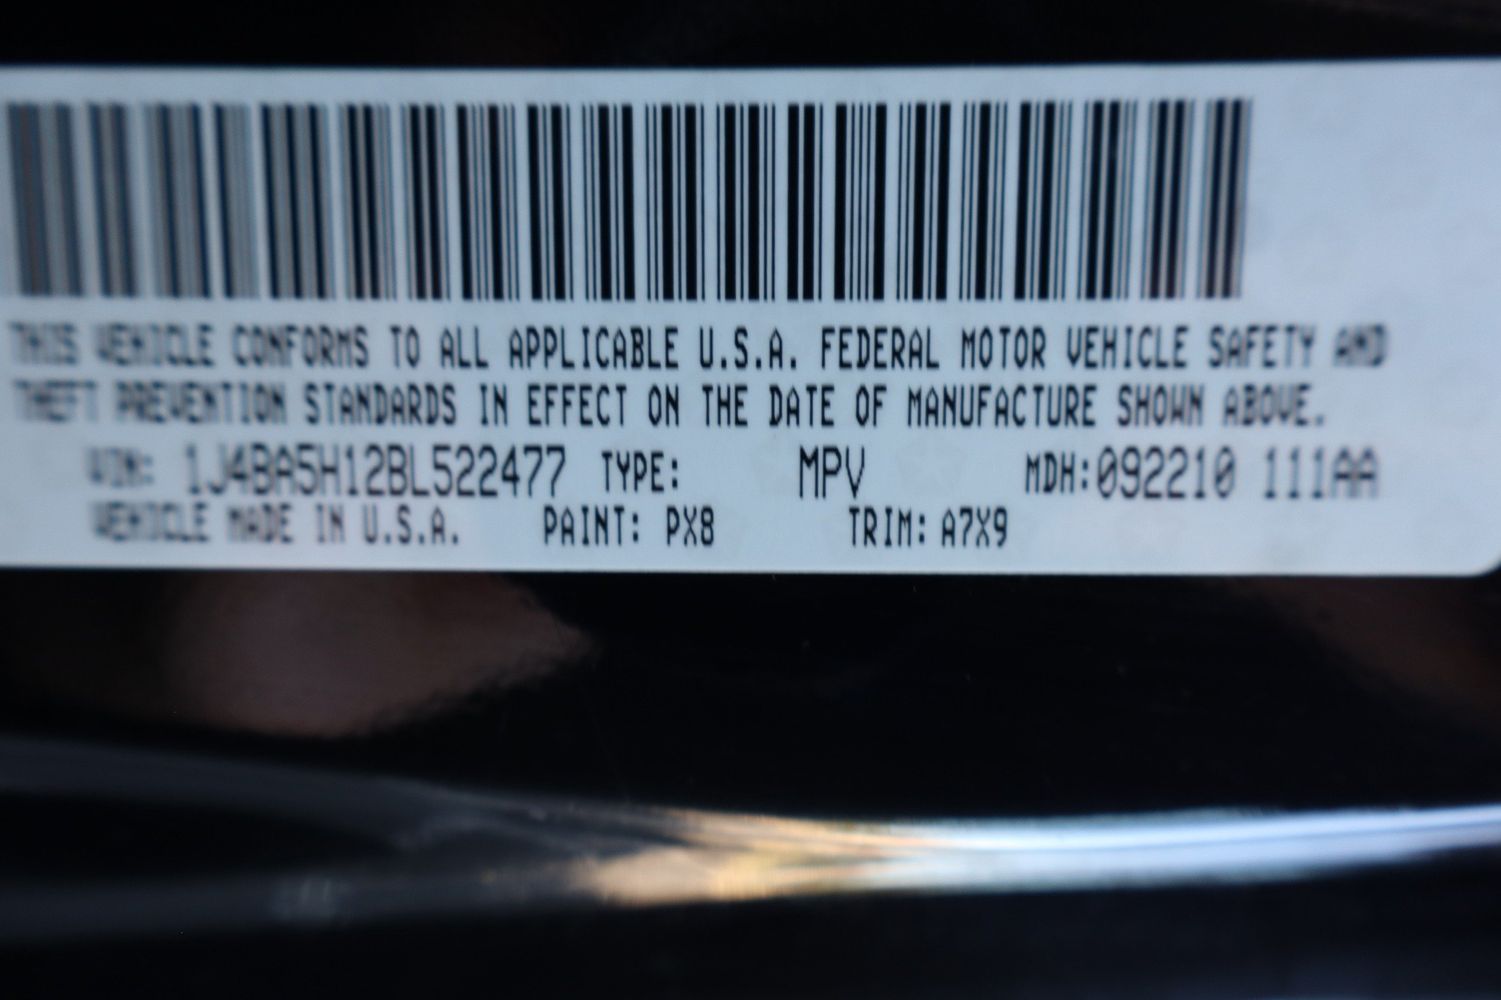 THIS VEHICLE CONFORMS TO ALL APPLICABLE U.S.A. FEDERAL MOTOR VEHICLE SAFETY AND
THEFT PREVENTION STANDARDS IN EFFECT ON THE DATE OF MANUFACTURE SHOWN ABOVE.
VIN: 1J4BA5H12BL522477 TYPE: MPV MDH:092210 111AA
VEHICLE MADE IN U.S.A. PAINT: PX8 TRIM: A7X9